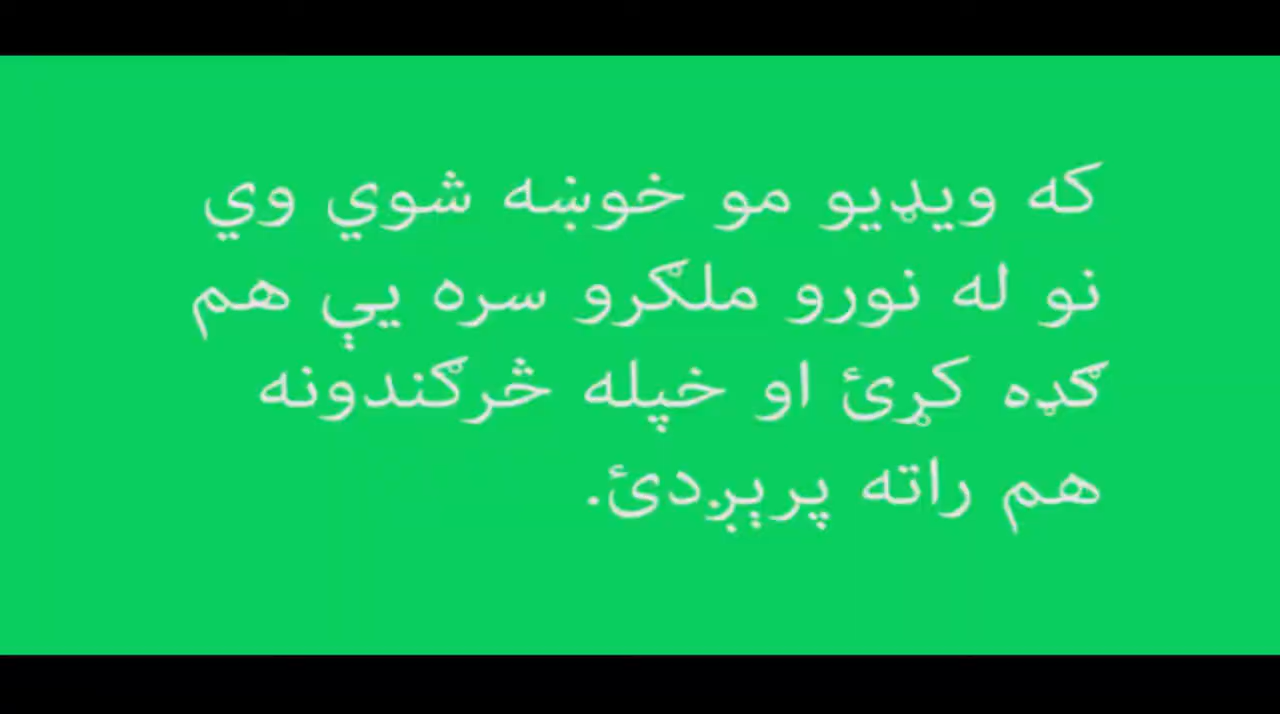 که ویډیو مو خوښه شوي وي
نو له نورو ملګرو سره یې هم
ګډه کړئ او خپله څرګندونه
هم راته پرېږدئ.